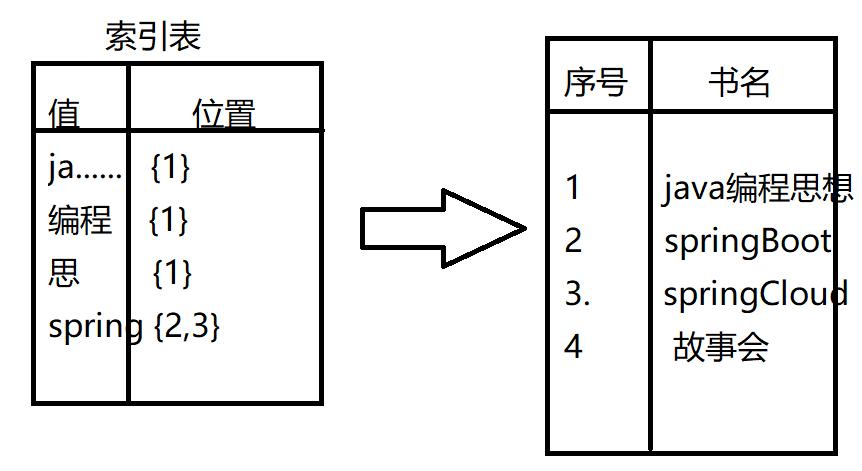 索引表
值 位置
ja...... {1}
编程 {1}
思 {1}
spring {2,3}
序号 书名
1 java编程思想
2 springBoot
3. springCloud
4 故事会